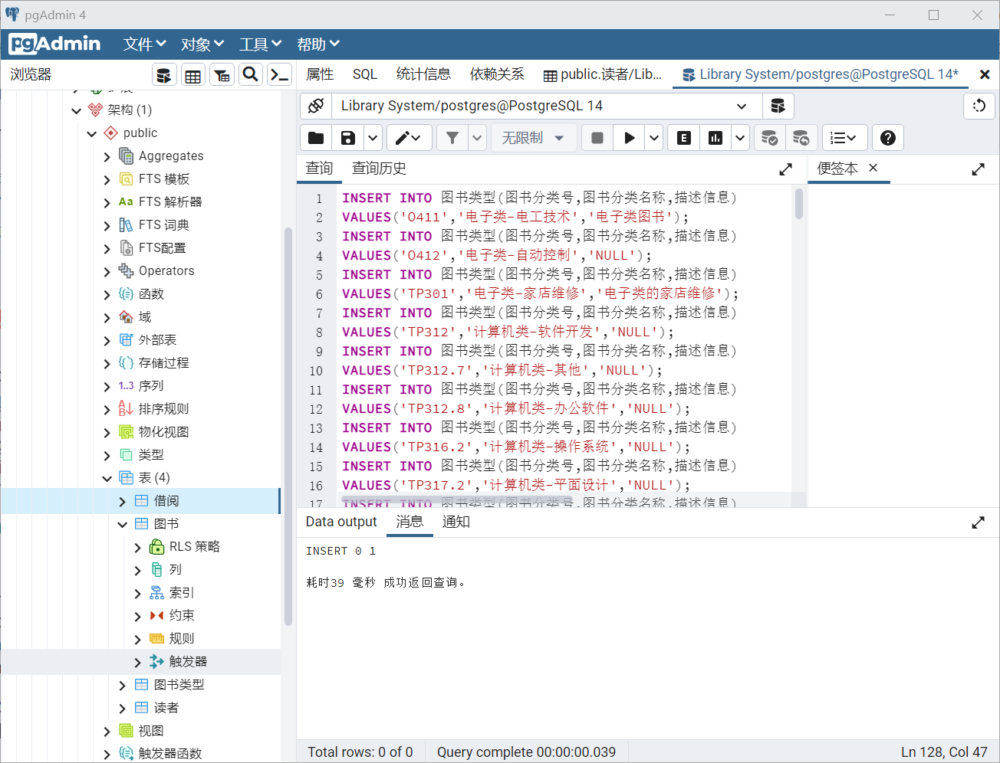 pgAdmin 4
pgAdmin 文件 对象 工具 帮助
浏览器
属性 SQL 统计信息 依赖关系 public.读者/Lib... Library System/postgres@PostgreSQL 14*
扩展
架构 (1)
public
Aggregates
FTS 模板
Aa FTS 解析器
FTS 词典
FTS配置
Operators
函数
域
外部表
存储过程
1..3 序列
排序规则
物化视图
类型
表 (4)
借阅
图书
RLS 策略
列
索引
约束
规则
触发器
图书类型
读者
视图
触发器函数
Library System/postgres@PostgreSQL 14
无限制
查询 查询历史
便签本
1 INSERT INTO 图书类型(图书分类号,图书分类名称,描述信息)
2 VALUES('O411','电子类-电工技术','电子类图书');
3 INSERT INTO 图书类型(图书分类号,图书分类名称,描述信息)
4 VALUES('O412','电子类-自动控制','NULL');
5 INSERT INTO 图书类型(图书分类号,图书分类名称,描述信息)
6 VALUES('TP301','电子类-家店维修','电子类的家店维修');
7 INSERT INTO 图书类型(图书分类号,图书分类名称,描述信息)
8 VALUES('TP312','计算机类-软件开发','NULL');
9 INSERT INTO 图书类型(图书分类号,图书分类名称,描述信息)
10 VALUES('TP312.7','计算机类-其他','NULL');
11 INSERT INTO 图书类型(图书分类号,图书分类名称,描述信息)
12 VALUES('TP312.8','计算机类-办公软件','NULL');
13 INSERT INTO 图书类型(图书分类号,图书分类名称,描述信息)
14 VALUES('TP316.2','计算机类-操作系统','NULL');
15 INSERT INTO 图书类型(图书分类号,图书分类名称,描述信息)
16 VALUES('TP317.2','计算机类-平面设计','NULL');
17 INSERT INTO 图书类型(图书分类号,图书分类名称,描述信息)
Data output 消息 通知
INSERT 0 1
耗时39 毫秒 成功返回查询。
Total rows: 0 of 0 Query complete 00:00:00.039 Ln 128, Col 47